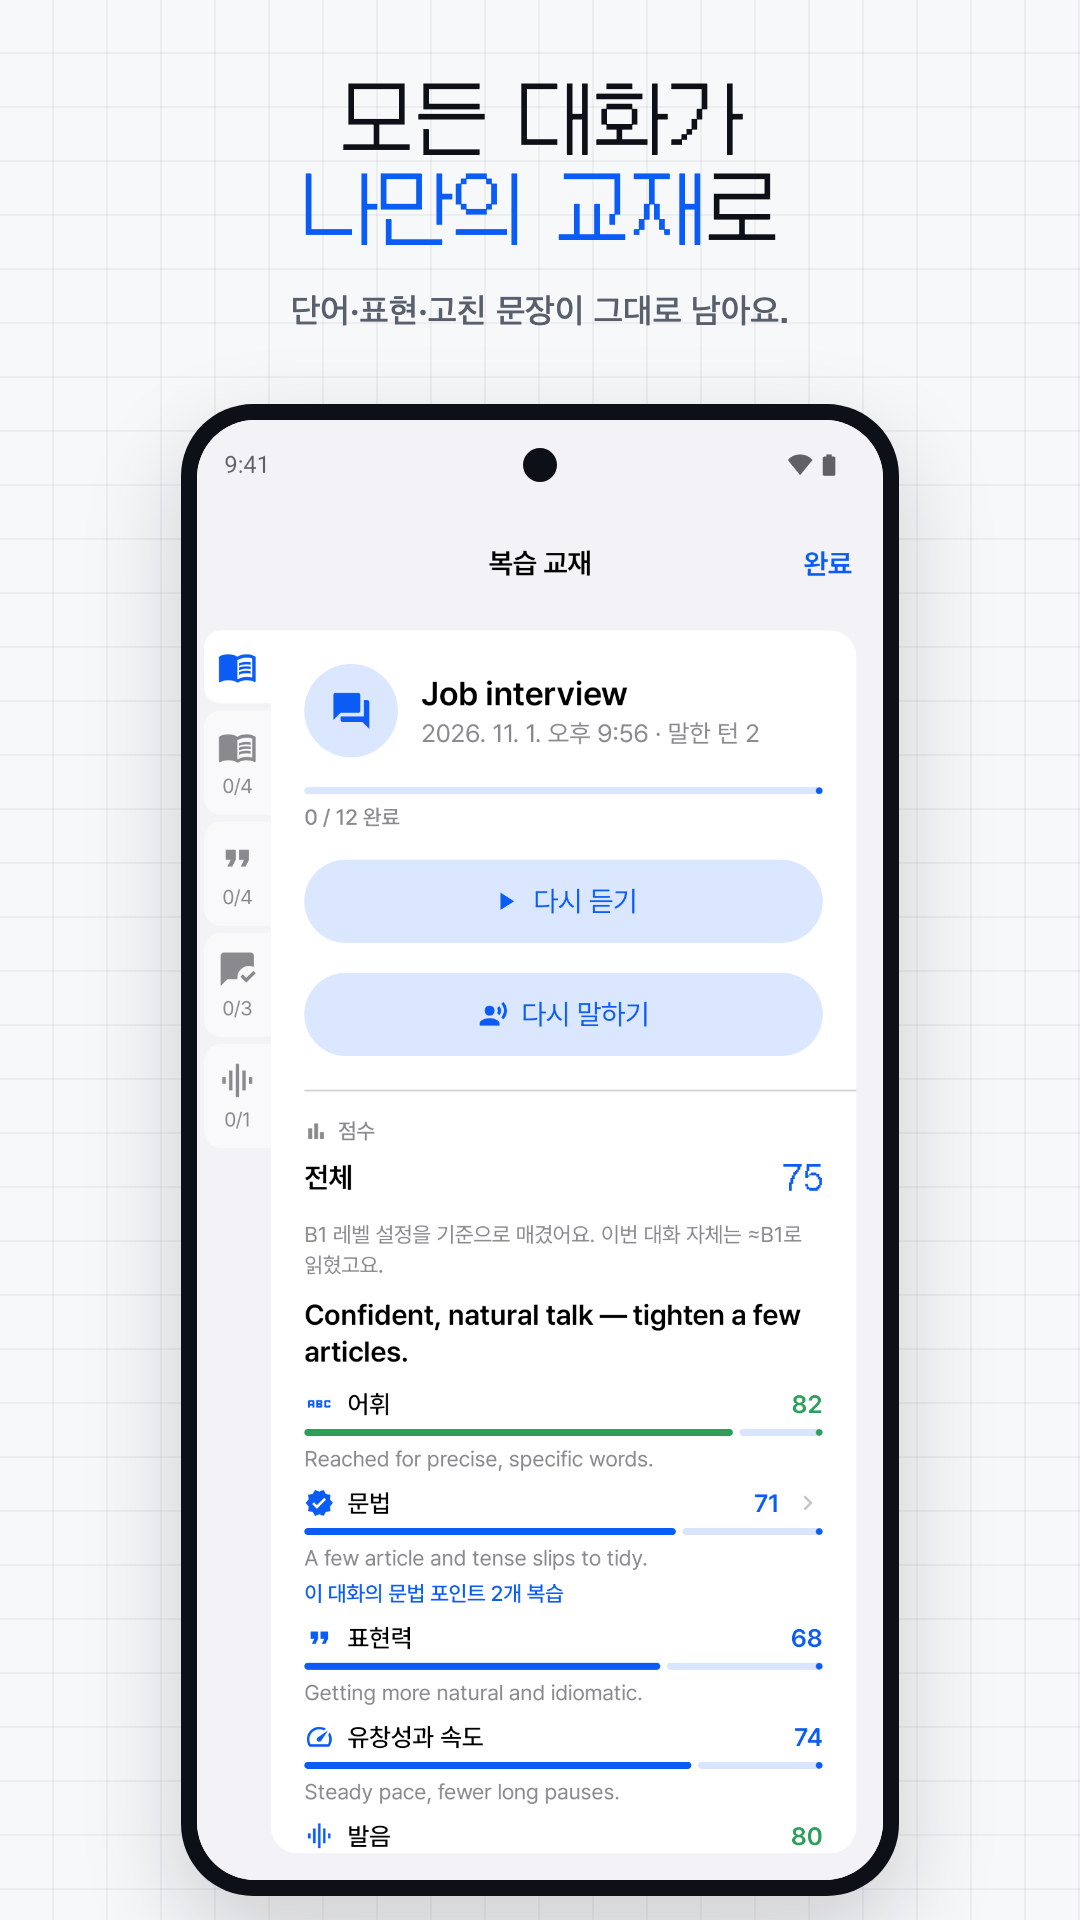 모든 대화가
나만의 교재로
단어·표현·고친 문장이 그대로 남아요.
9:41
복습 교재
완료
Job interview
2026. 11. 1. 오후 9:56 · 말한 턴 2
0 / 12 완료
0/4
0/4
0/3
0/1
다시 듣기
다시 말하기
점수
전체
75
B1 레벨 설정을 기준으로 매겼어요. 이번 대화 자체는 ≈B1로
읽혔고요.
Confident, natural talk — tighten a few
articles.
ABC 어휘
82
Reached for precise, specific words.
문법
71
A few article and tense slips to tidy.
이 대화의 문법 포인트 2개 복습
표현력
68
Getting more natural and idiomatic.
유창성과 속도
74
Steady pace, fewer long pauses.
발음
80